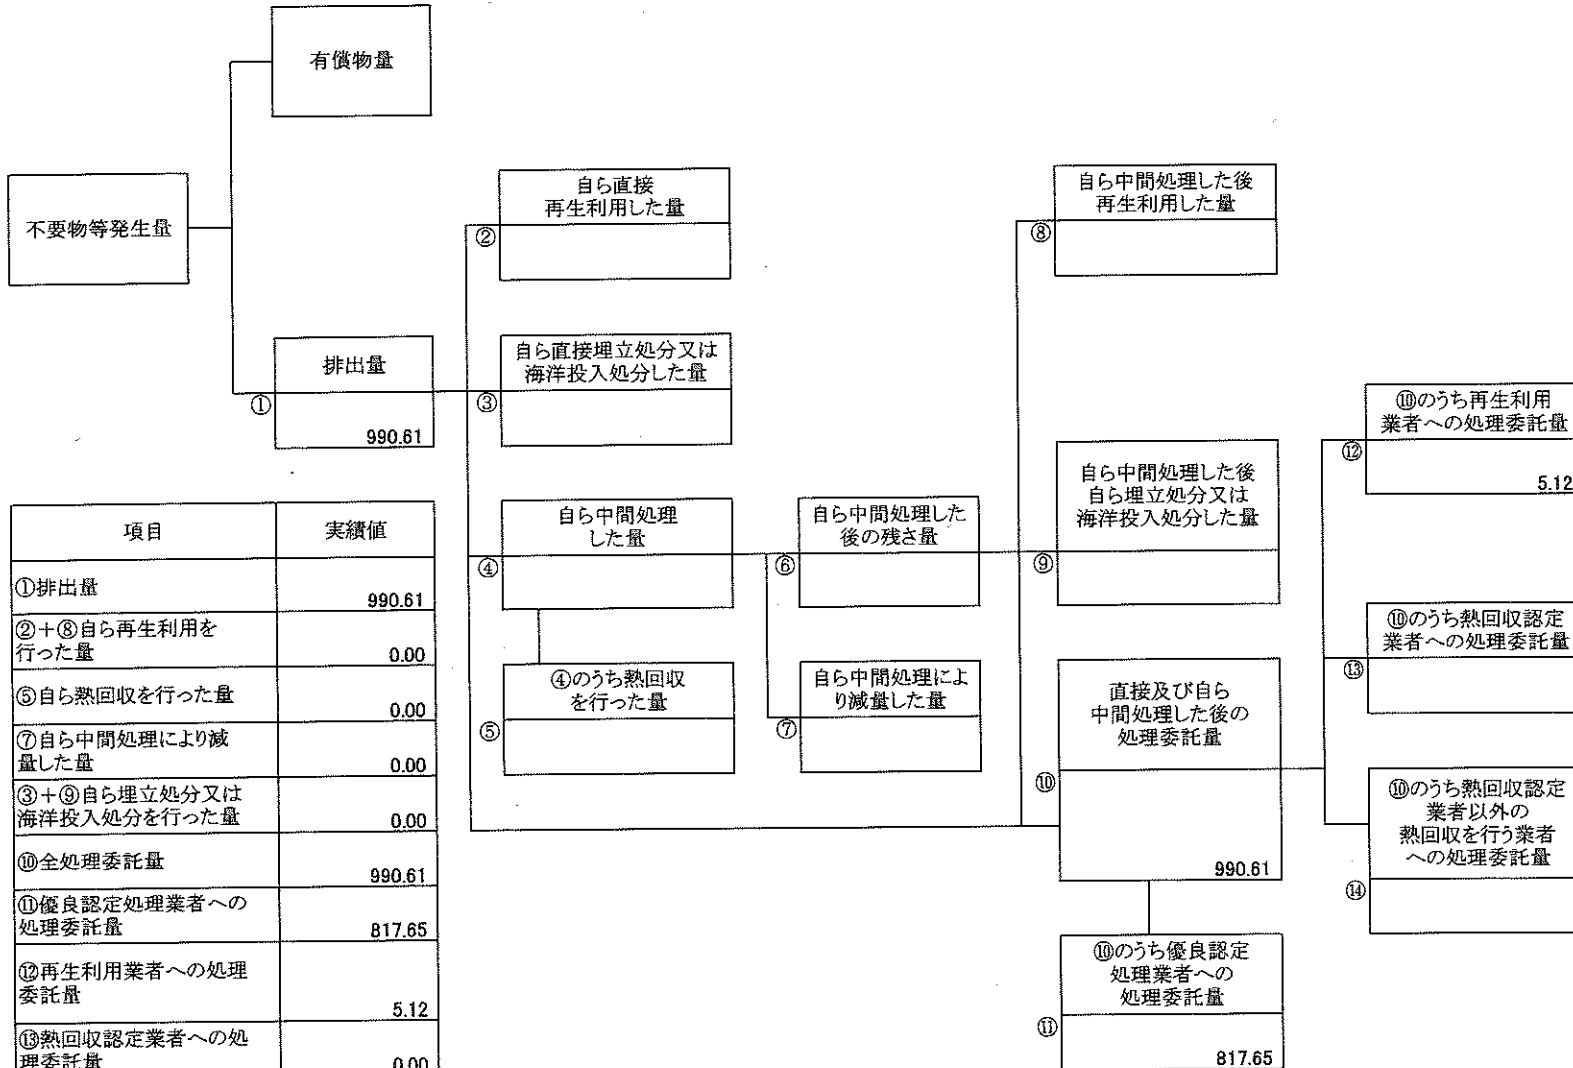 有償物量
不要物等発生量
排出量
①
990.61
自ら直接
再生利用した量
②
自ら直接埋立処分又は
海洋投入処分した量
③
自ら中間処理
した量
④
④のうち熱回収
を行った量
⑤
自ら中間処理した
後の残さ量
⑥
自ら中間処理によ
り減量した量
⑦
自ら中間処理した後
再生利用した量
⑧
自ら中間処理した後
自ら埋立処分又は
海洋投入処分した量
⑨
直接及び自ら
中間処理した後の
処理委託量
⑩
990.61
⑩のうち優良認定
処理業者への
処理委託量
⑪
817.65
⑩のうち再生利用
業者への処理委託量
⑫
5.12
⑩のうち熱回収認定
業者への処理委託量
⑬
⑩のうち熱回収認定
業者以外の
熱回収を行う業者
への処理委託量
⑭
項目 実績値
①排出量
990.61
②+⑧自ら再生利用を
行った量 0.00
⑤自ら熱回収を行った量
0.00
⑦自ら中間処理により減
量した量 0.00
③+⑨自ら埋立処分又は
海洋投入処分を行った量 0.00
⑩全処理委託量
990.61
⑪優良認定処理業者への
処理委託量 817.65
⑫再生利用業者への処理
委託量
5.12
⑬熱回収認定業者への処
理委託量 0.00